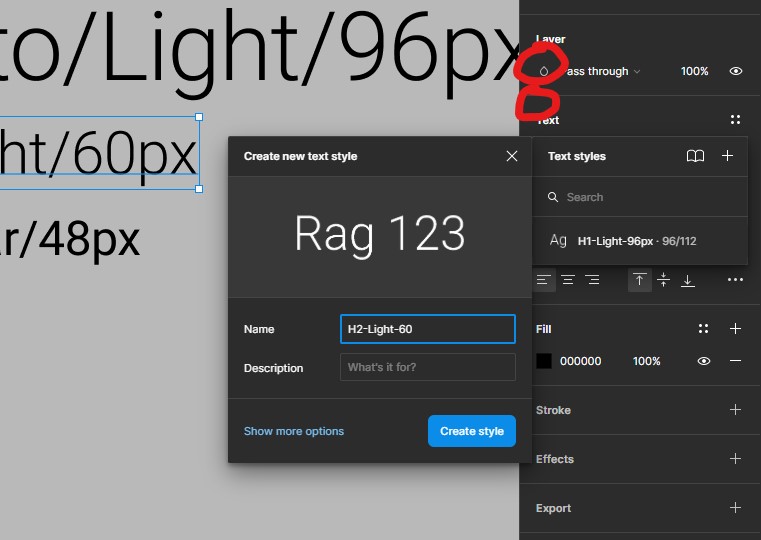 to/Light/96px
Layer
ass through 100%
Text
ht/60px
Create new text style
Text styles
Search
Rag 123
Ag H1-Light-96px · 96/112
r/48px
Name H2-Light-60
Fill
000000 100%
Description What's it for?
Stroke
Show more options Create style
Effects
Export